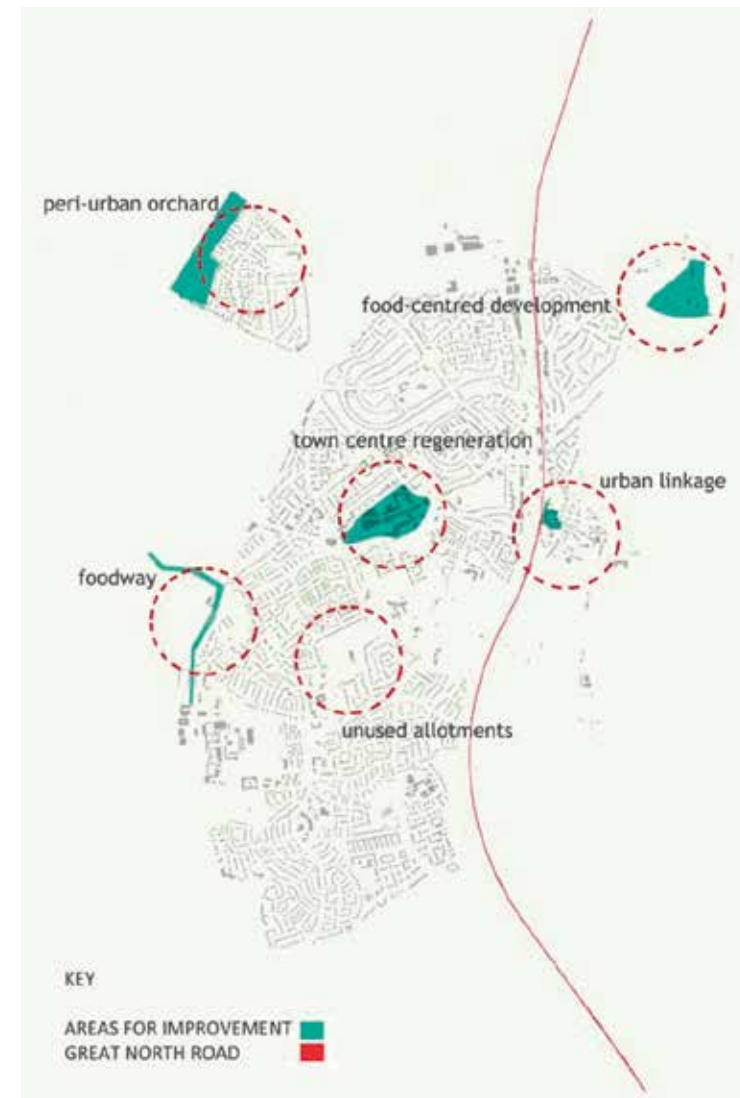 peri-urban orchard
food-centred development
town centre regeneration
urban linkage
foodway
unused allotments
KEY
AREAS FOR IMPROVEMENT
GREAT NORTH ROAD